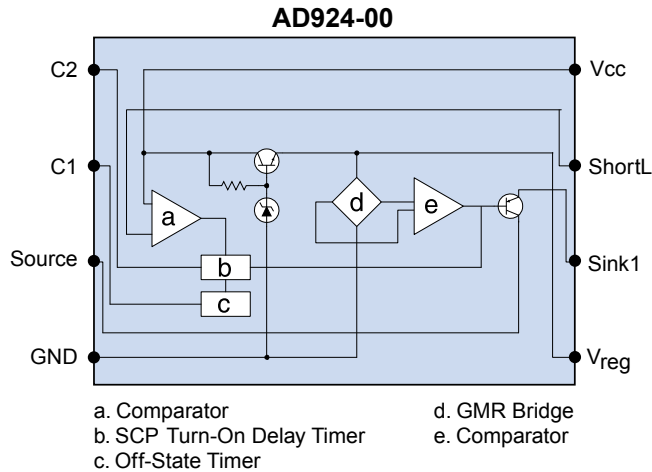 AD924-00
C2
Vcc
C1
ShortL
a
d
e
Source
b
Sink1
c
GND
Vreg
a. Comparator
d. GMR Bridge
b. SCP Turn-On Delay Timer
e. Comparator
c. Off-State Timer